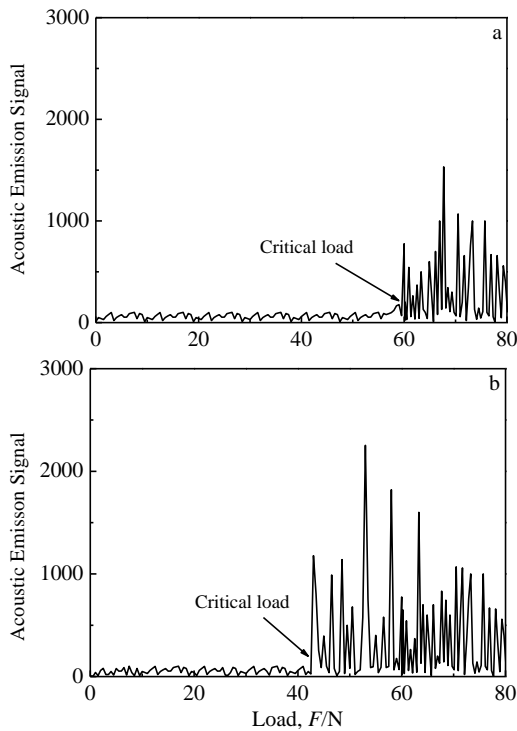 a
3000
2000
1000
0
Acoustic Emission Signal
Critical load
0 20 40 60 80
b
3000
2000
1000
0
Acoustic Emisson Signal
Critical load
0 20 40 60 80
Load, F/N